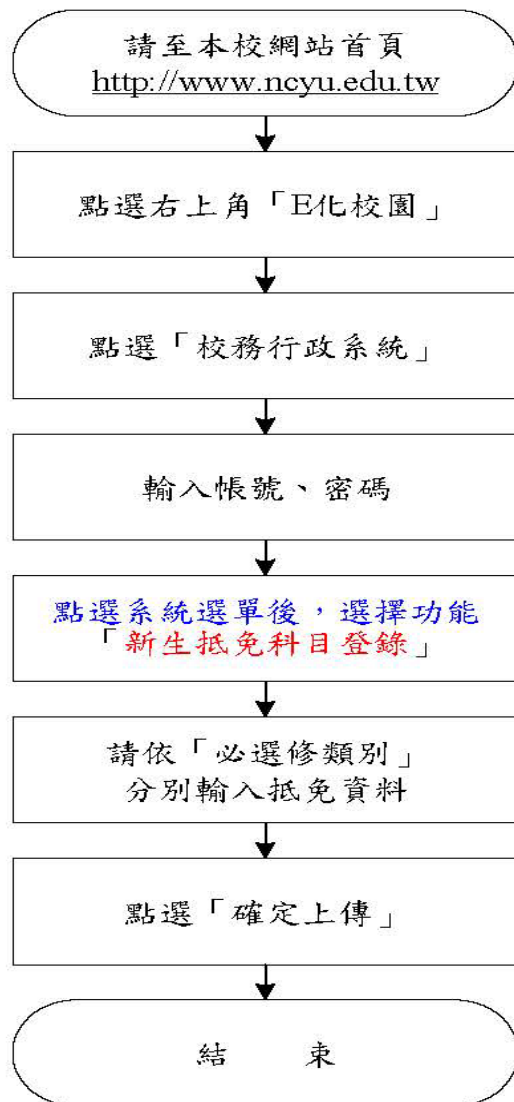 請至本校網站首頁
http://www.ncyu.edu.tw
點選右上角「E化校園」
點選「校務行政系統」
輸入帳號、密碼
點選系統選單後，選擇功能
「新生抵免科目登錄」
請依「必選修類別」
分別輸入抵免資料
點選「確定上傳」
結 束